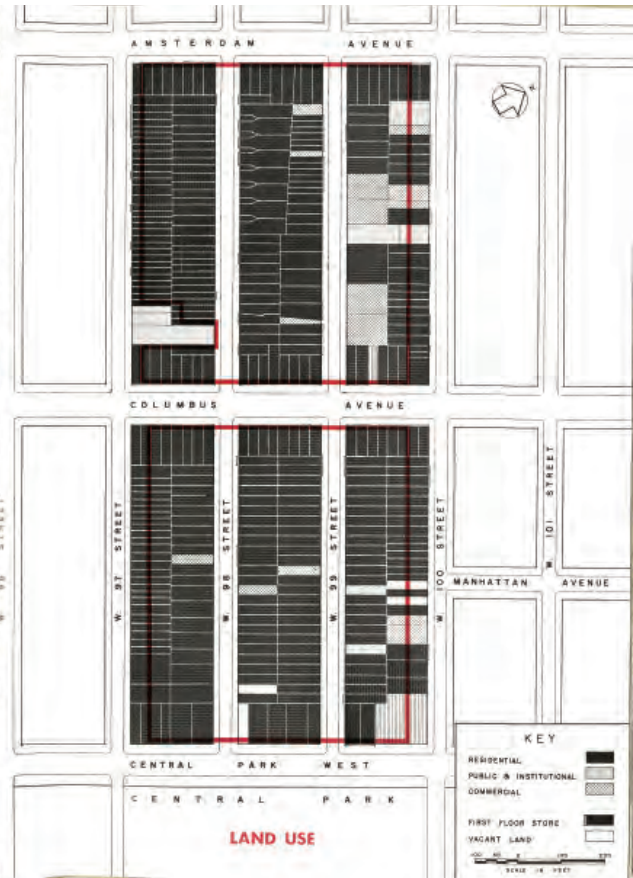 AMSTERDAM AVENUE
COLUMBUS AVENUE
W. 97 STREET
W. 98 STREET
W. 99 STREET
W. 100 STREET
W. 101 STREET
MANHATTAN AVENUE
CENTRAL PARK WEST
CENTRAL PARK
LAND USE
KEY
RESIDENTIAL
PUBLIC & INSTITUTIONAL
COMMERCIAL
FIRST FLOOR STORE
VACANT LAND
SCALE IN FEET